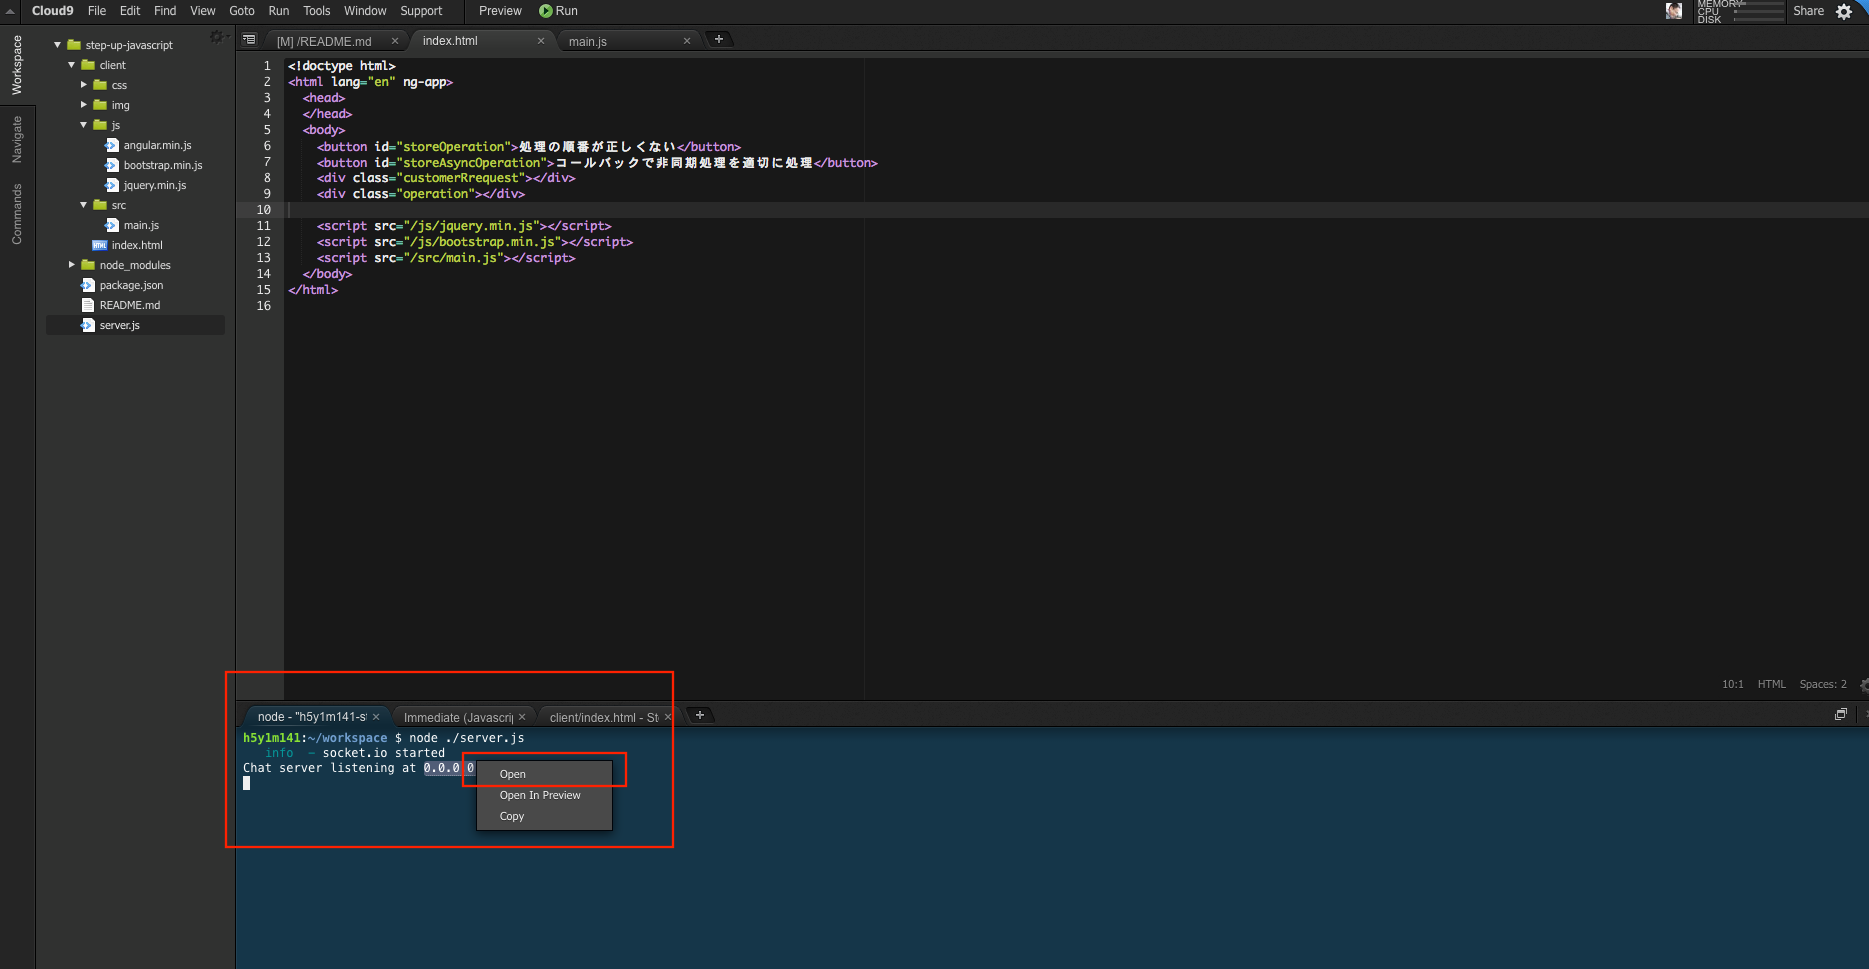 Cloud9 File Edit Find View Goto Run Tools Window Support Preview Run
MEMORY
CPU
DISK
Share
Workspace
Navigate
Commands
step-up-javascript
client
css
img
js
angular.min.js
bootstrap.min.js
jquery.min.js
src
main.js
index.html
node_modules
package.json
README.md
server.js
[M] /README.md × index.html × main.js × +
1 <!doctype html>
2 <html lang="en" ng-app>
3 <head>
4 </head>
5 <body>
6 <button id="storeOperation">処理の順番が正しくない</button>
7 <button id="storeAsyncOperation">コールバックで非同期処理を適切に処理</button>
8 <div class="customerRrequest"></div>
9 <div class="operation"></div>
10
11 <script src="/js/jquery.min.js"></script>
12 <script src="/js/bootstrap.min.js"></script>
13 <script src="/src/main.js"></script>
14 </body>
15 </html>
16
10:1 HTML Spaces: 2
node - "h5y1m141-st × Immediate (Javascrip × client/index.html - St × +
h5y1m141:~/workspace $ node ./server.js
info - socket.io started
Chat server listening at 0.0.0.0
Open
Open In Preview
Copy